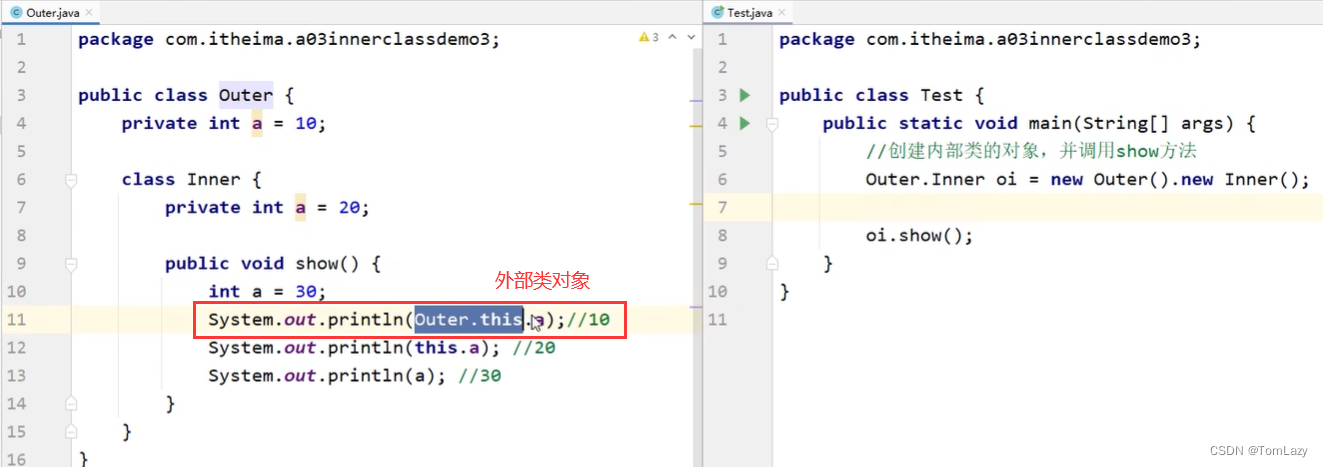 Outer.java
1 package com.itheima.a03innerclassdemo3;
3
2
3 public class Outer {
4 private int a = 10;
5
6 class Inner {
7 private int a = 20;
8
9 public void show() {
外部类对象
10 int a = 30;
11 System.out.println(Outer.this.a);//10
12 System.out.println(this.a); //20
13 System.out.println(a); //30
14 }
15 }
16 }
Test.java
1 package com.itheima.a03innerclassdemo3;
2
3 public class Test {
4 public static void main(String[] args) {
5 //创建内部类的对象，并调用show方法
6 Outer.Inner oi = new Outer().new Inner();
7
8 oi.show();
9 }
10 }
11
CSDN @TomLazy